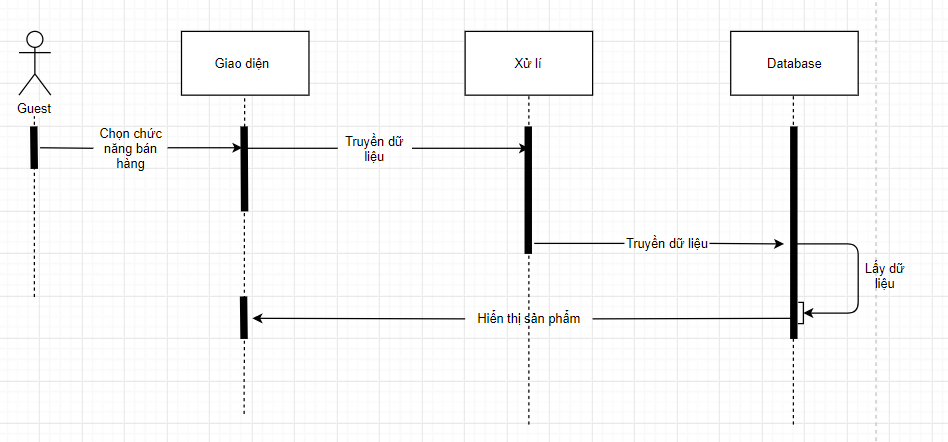 Giao diện
Xử lí
Database
Guest
Chọn chức
năng bán
hàng
Truyền dữ
liệu
Truyền dữ liệu
Lấy dữ
liệu
Hiển thị sản phẩm